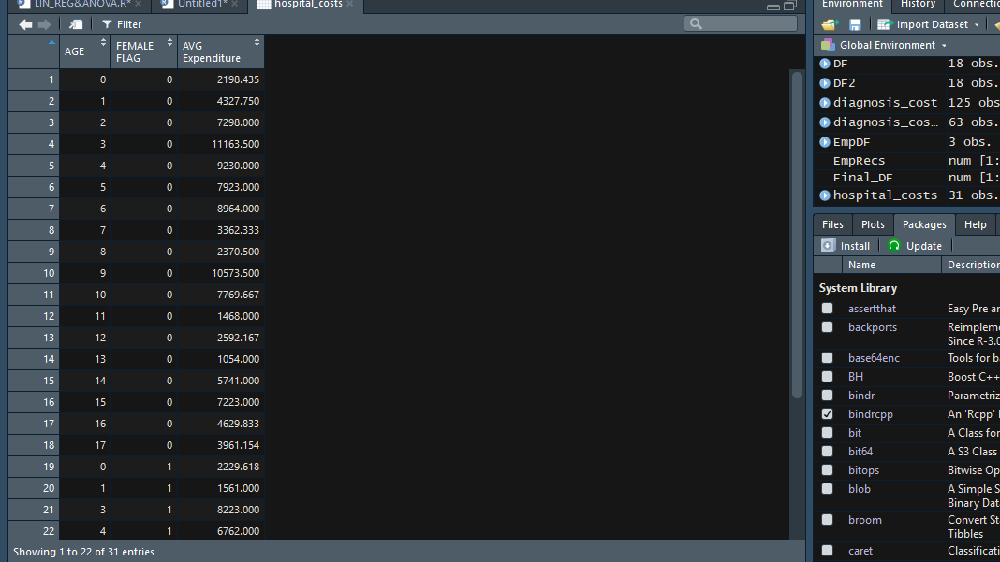 LIN_REG&ANOVA.R* × Untitled1* × hospital_costs ×
Filter
AGE FEMALE FLAG AVG Expenditure
1 0 0 2198.435
2 1 0 4327.750
3 2 0 7298.000
4 3 0 11163.500
5 4 0 9230.000
6 5 0 7923.000
7 6 0 8964.000
8 7 0 3362.333
9 8 0 2370.500
10 9 0 10573.500
11 10 0 7769.667
12 11 0 1468.000
13 12 0 2592.167
14 13 0 1054.000
15 14 0 5741.000
16 15 0 7223.000
17 16 0 4629.833
18 17 0 3961.154
19 0 1 2229.618
20 1 1 1561.000
21 3 1 8223.000
22 4 1 6762.000
Showing 1 to 22 of 31 entries
Environment History Connecti
Import Dataset
Global Environment
DF 18 obs.
DF2 18 obs.
diagnosis_cost 125 obs
diagnosis_cos… 63 obs.
EmpDF 3 obs.
EmpRecs num [1:
Final_DF num [1:
hospital_costs 31 obs.
Files Plots Packages Help
Install Update
Name Description
System Library
assertthat Easy Pre an
backports Reimpleme
Since R-3.0
base64enc Tools for ba
BH Boost C++
bindr Parametriz
bindrcpp An 'Rcpp' I
bit A Class for
bit64 A S3 Class
bitops Bitwise Op
blob A Simple S
Binary Data
broom Convert St
Tibbles
caret Classificati